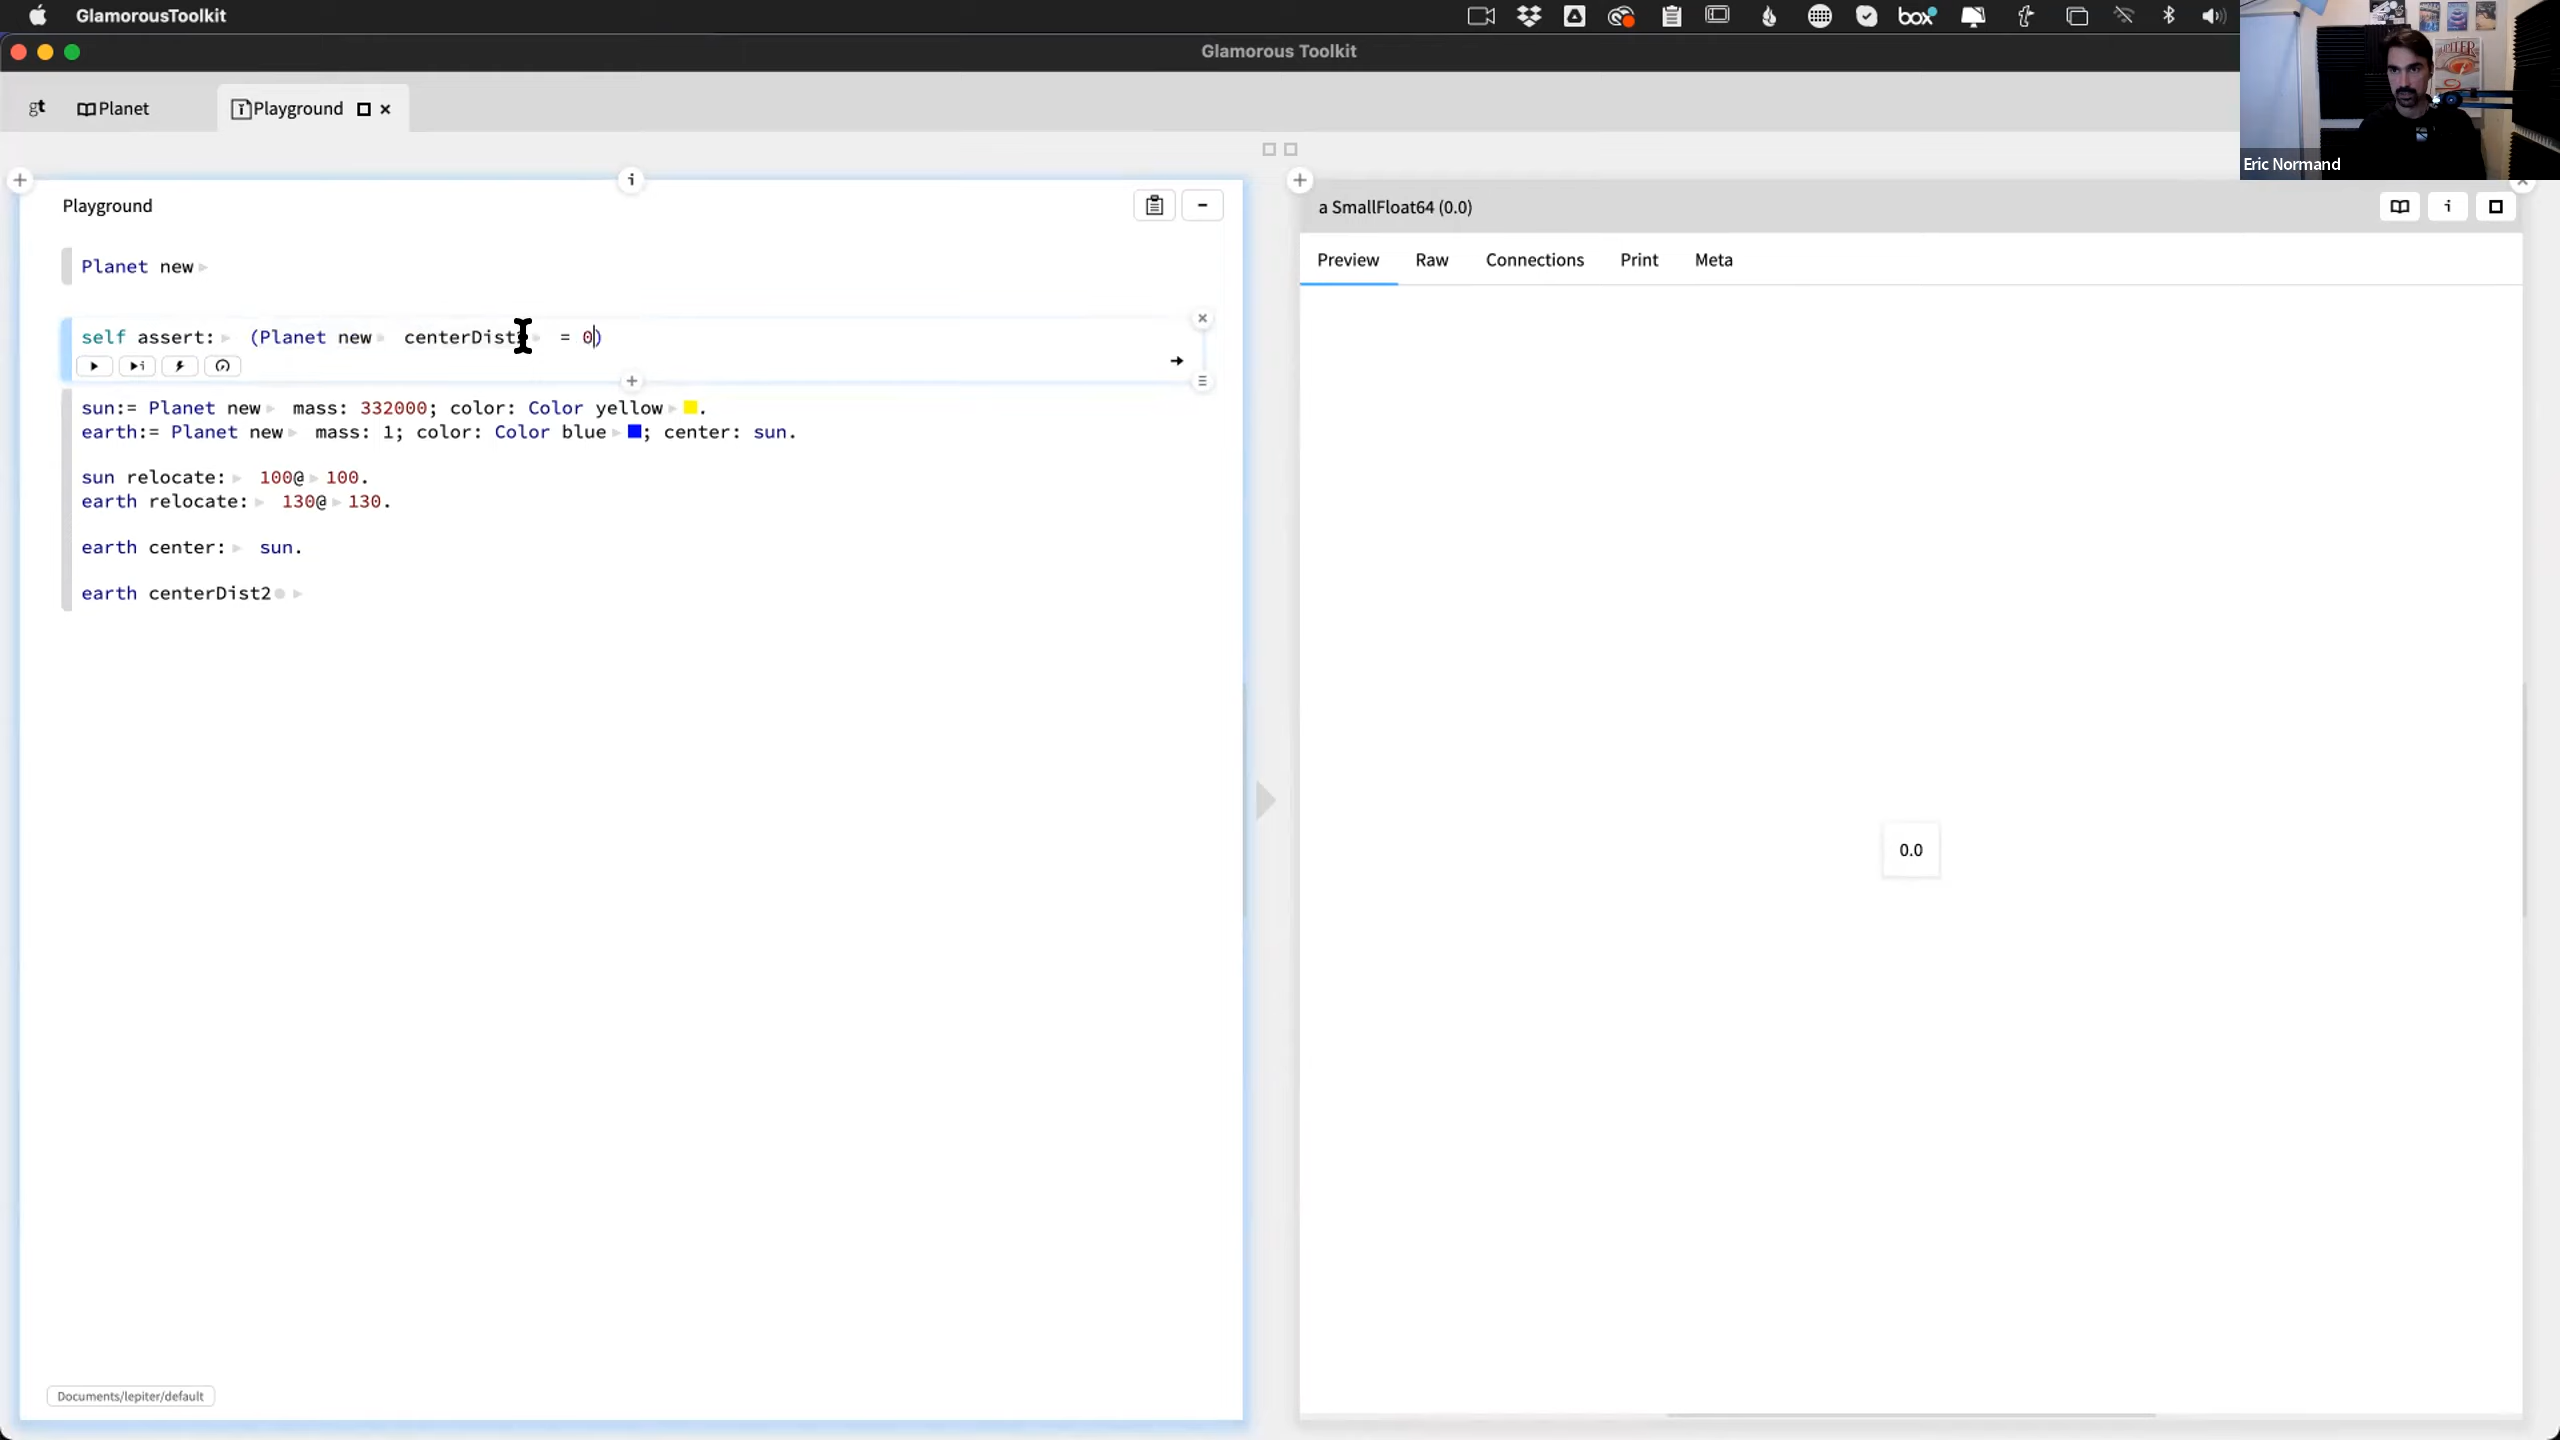 GlamorousToolkit
box
Glamorous Toolkit
gt
Planet
Playground
Eric Normand
Playground
Planet new
self assert: (Planet new centerDist = 0)
sun:= Planet new mass: 332000; color: Color yellow .
earth:= Planet new mass: 1; color: Color blue ; center: sun.
sun relocate: 100@ 100.
earth relocate: 130@ 130.
earth center: sun.
earth centerDist2
Documents/lepiter/default
a SmallFloat64 (0.0)
i
Preview Raw Connections Print Meta
0.0